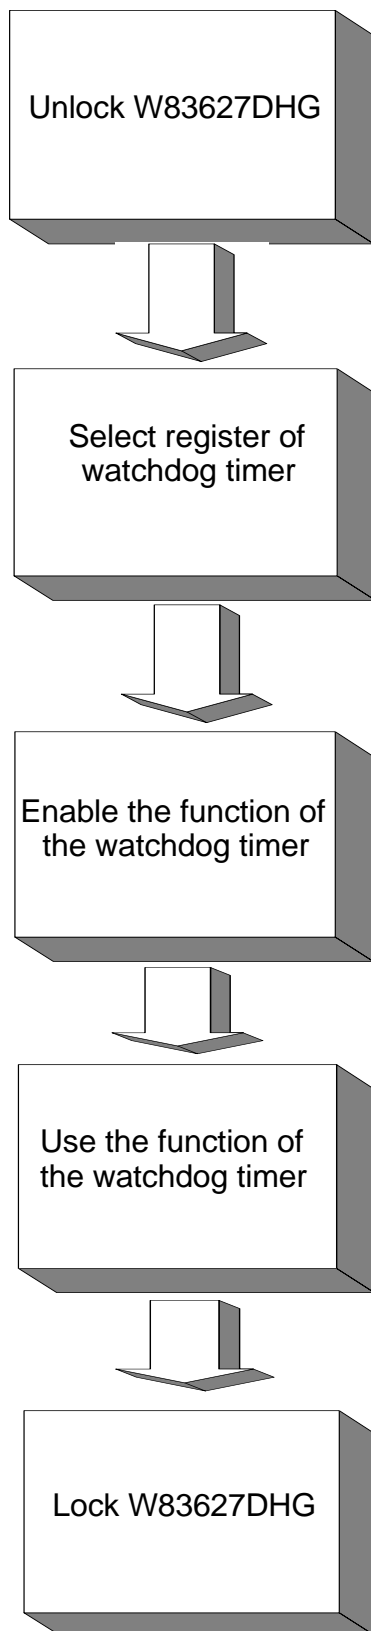 Unlock W83627DHG
Select register of
watchdog timer
Enable the function of
the watchdog timer
Use the function of
the watchdog timer
Lock W83627DHG